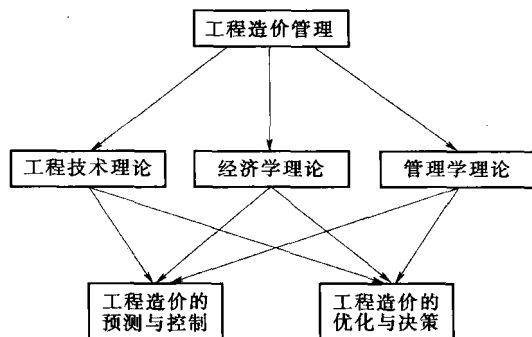 工程造价管理
工程技术理论
经济学理论
管理学理论
工程造价的
预测与控制
工程造价的
优化与决策